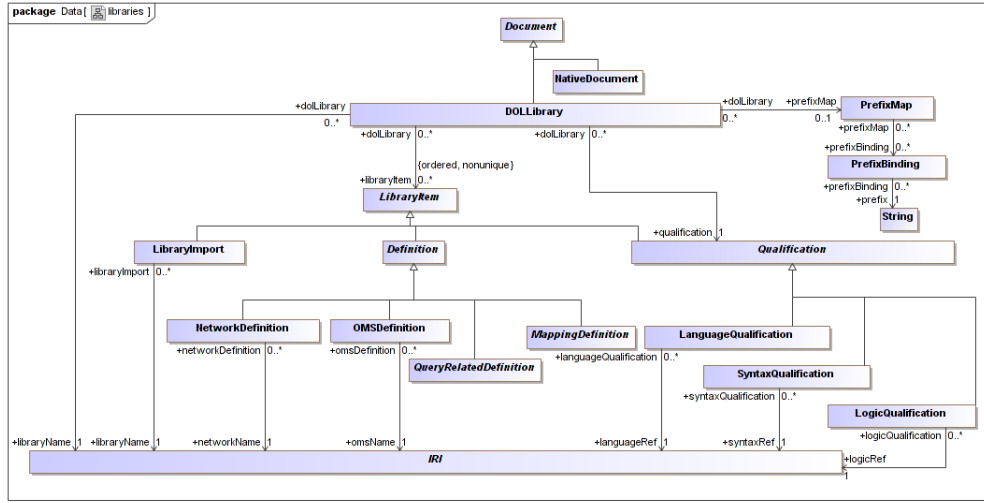 package Data[ libraries ]
Document
NativeDocument
+dolLibrary
0..*
DOLLibrary
+dolLibrary
+prefixMap
0..*
0..1
PrefixMap
+dolLibrary
0..*
+dolLibrary
0..*
+prefixMap
0..*
+prefixBinding
0..*
{ordered, nonunique}
+libraryItem
0..*
PrefixBinding
+prefixBinding
0..*
+prefix
1
LibraryItem
String
+qualification
1
LibraryImport
Definition
Qualification
+libraryImport
0..*
NetworkDefinition
OMSDefinition
MappingDefinition
LanguageQualification
+networkDefinition
0..*
+omsDefinition
0..*
+languageQualification
0..*
QueryRelatedDefinition
SyntaxQualification
+syntaxQualification
0..*
LogicQualification
+logicQualification
0..*
+libraryName
1
+libraryName
1
+networkName
1
+omsName
1
+languageRef
1
+syntaxRef
1
IRI
+logicRef
1